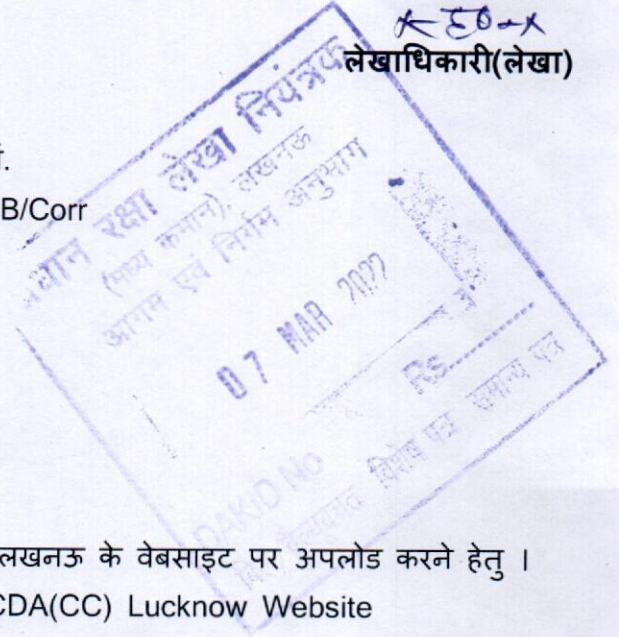 लेखाधिकारी(लेखा)
B/Corr
रक्षा लेखा नियंत्रक
(मध्य कमान), लखनऊ
आगम एवं निर्गम अनुभाग
07 MAR 2022
Rs.
DAKID No
विशेष पत्र
लखनऊ के वेबसाइट पर अपलोड करने हेतु ।
CDA(CC) Lucknow Website